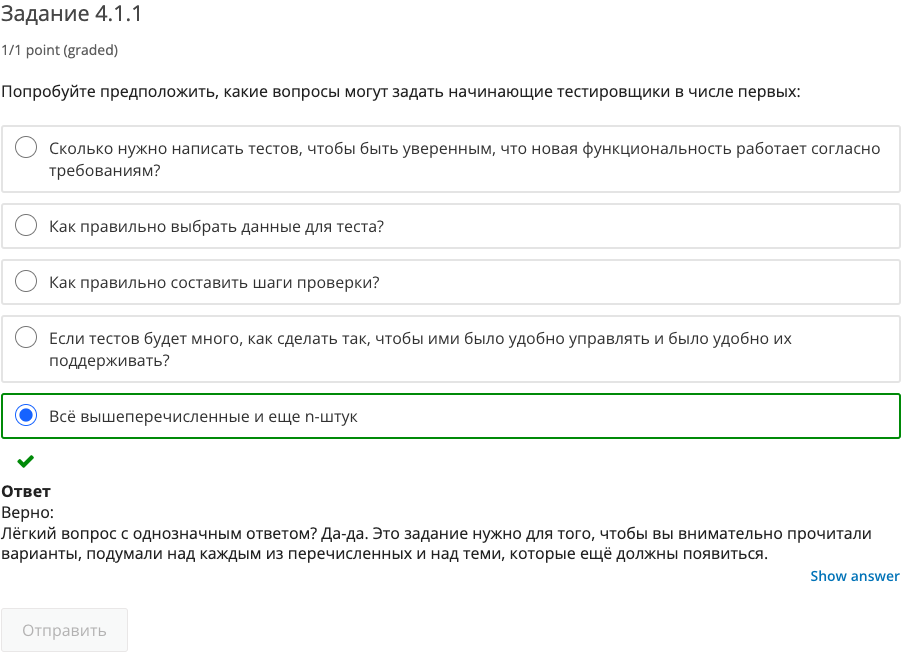 Задание 4.1.1
1/1 point (graded)
Попробуйте предположить, какие вопросы могут задать начинающие тестировщики в числе первых:
Сколько нужно написать тестов, чтобы быть уверенным, что новая функциональность работает согласно
требованиям?
Как правильно выбрать данные для теста?
Как правильно составить шаги проверки?
Если тестов будет много, как сделать так, чтобы ими было удобно управлять и было удобно их
поддерживать?
Всё вышеперечисленные и еще n-штук
Ответ
Верно:
Лёгкий вопрос с однозначным ответом? Да-да. Это задание нужно для того, чтобы вы внимательно прочитали
варианты, подумали над каждым из перечисленных и над теми, которые ещё должны появиться.
Show answer
Отправить